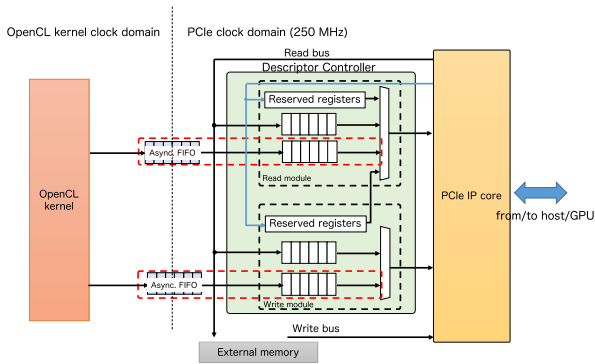 OpenCL kernel clock domain
PCIe clock domain (250 MHz)
Read bus
Descriptor Controller
Reserved registers
Async. FIFO
Read module
OpenCL
kernel
PCIe IP core
from/to host/GPU
Reserved registers
Async. FIFO
Write module
Write bus
External memory